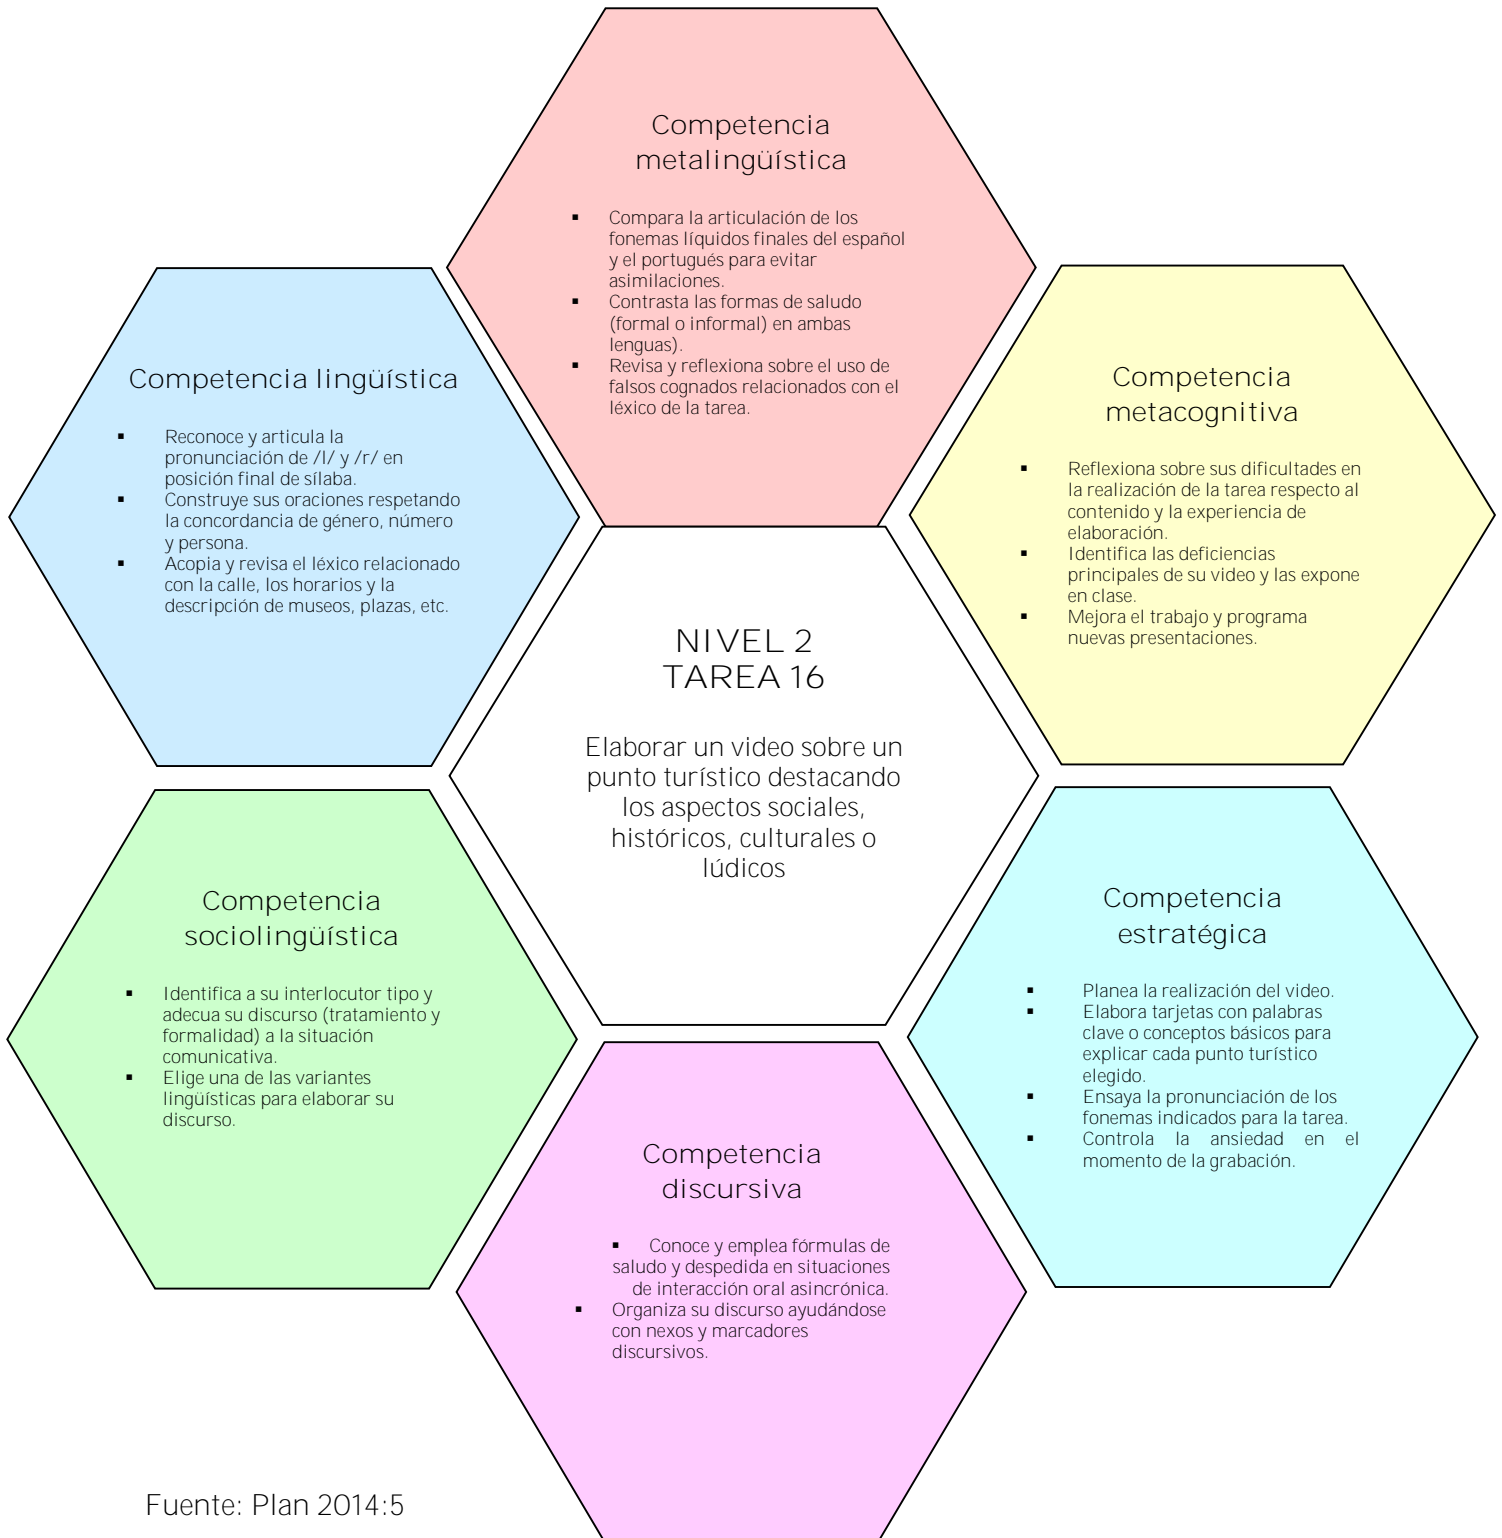 Competencia
metalingüística
▪ Compara la articulación de los
fonemas líquidos finales del español
y el portugués para evitar
asimilaciones.
▪ Contrasta las formas de saludo
(formal o informal) en ambas
lenguas).
▪ Revisa y reflexiona sobre el uso de
falsos cognados relacionados con el
léxico de la tarea.
Competencia lingüística
▪ Reconoce y articula la
pronunciación de /l/ y /r/ en
posición final de sílaba.
▪ Construye sus oraciones respetando
la concordancia de género, número
y persona.
▪ Acopia y revisa el léxico relacionado
con la calle, los horarios y la
descripción de museos, plazas, etc.
Competencia
metacognitiva
▪ Reflexiona sobre sus dificultades en
la realización de la tarea respecto al
contenido y la experiencia de
elaboración.
▪ Identifica las deficiencias
principales de su video y las expone
en clase.
▪ Mejora el trabajo y programa
nuevas presentaciones.
NIVEL 2
TAREA 16
Elaborar un video sobre un
punto turístico destacando
los aspectos sociales,
históricos, culturales o
lúdicos
Competencia
sociolingüística
▪ Identifica a su interlocutor tipo y
adecua su discurso (tratamiento y
formalidad) a la situación
comunicativa.
▪ Elige una de las variantes
lingüísticas para elaborar su
discurso.
Competencia
estratégica
▪ Planea la realización del video.
▪ Elabora tarjetas con palabras
clave o conceptos básicos para
explicar cada punto turístico
elegido.
▪ Ensaya la pronunciación de los
fonemas indicados para la tarea.
▪ Controla la ansiedad en el
momento de la grabación.
Competencia
discursiva
▪ Conoce y emplea fórmulas de
saludo y despedida en situaciones
de interacción oral asincrónica.
▪ Organiza su discurso ayudándose
con nexos y marcadores
discursivos.
Fuente: Plan 2014:5